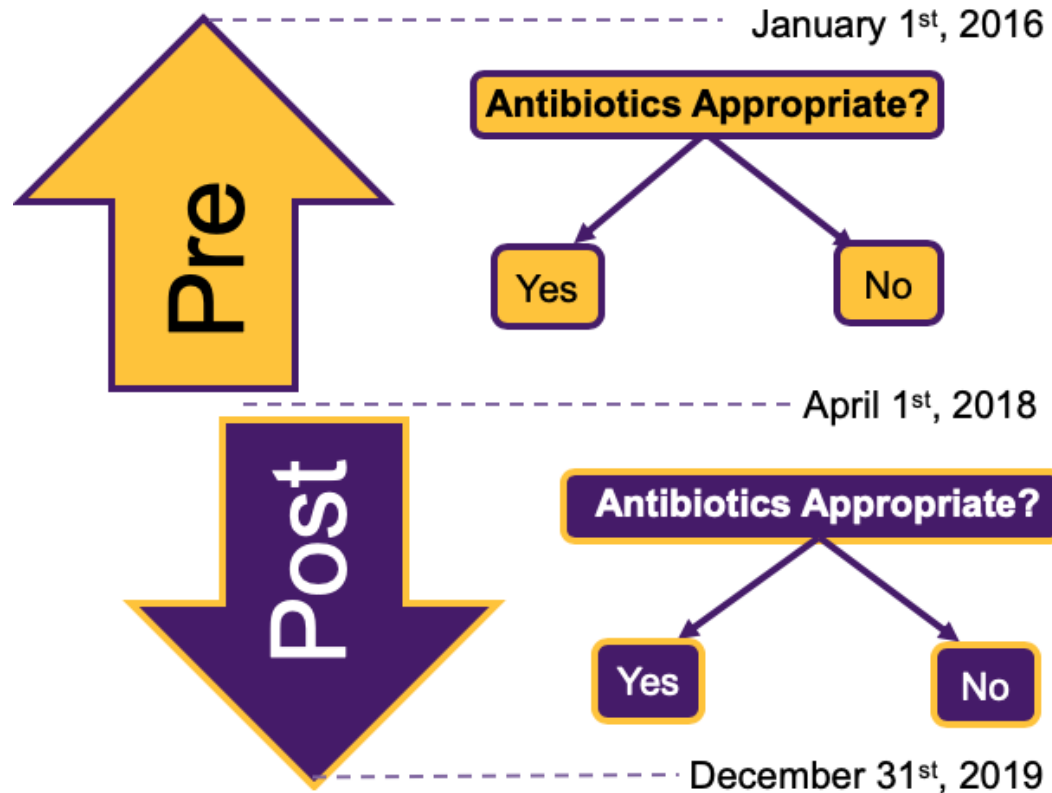 January 1st, 2016
Antibiotics Appropriate?
Pre
Yes
No
April 1st, 2018
Post
Antibiotics Appropriate?
Yes
No
December 31st, 2019